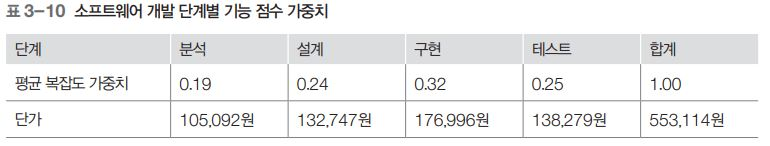 표 3-10 소프트웨어 개발 단계별 기능 점수 가중치
단계 분석 설계 구현 테스트 합계
평균 복잡도 가중치 0.19 0.24 0.32 0.25 1.00
단가 105,092원 132,747원 176,996원 138,279원 553,114원